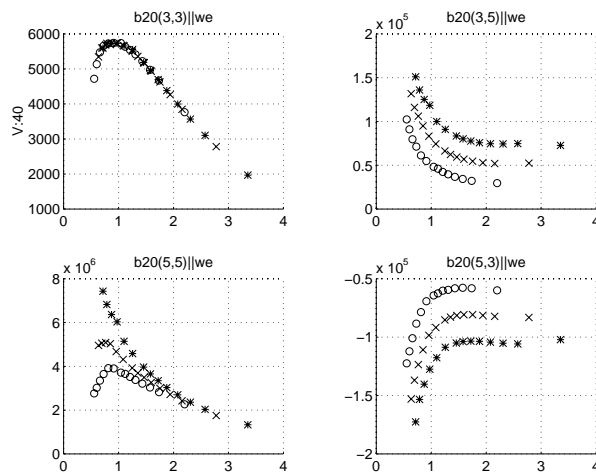 b20(3,3)||we
6000
5000
4000
3000
2000
1000
V:40
0 1 2 3 4
b20(3,5)||we
x 10^5
2
1.5
1
0.5
0
0 1 2 3 4
b20(5,5)||we
x 10^6
8
6
4
2
0
0 1 2 3 4
b20(5,3)||we
x 10^5
−0.5
−1
−1.5
−2
0 1 2 3 4